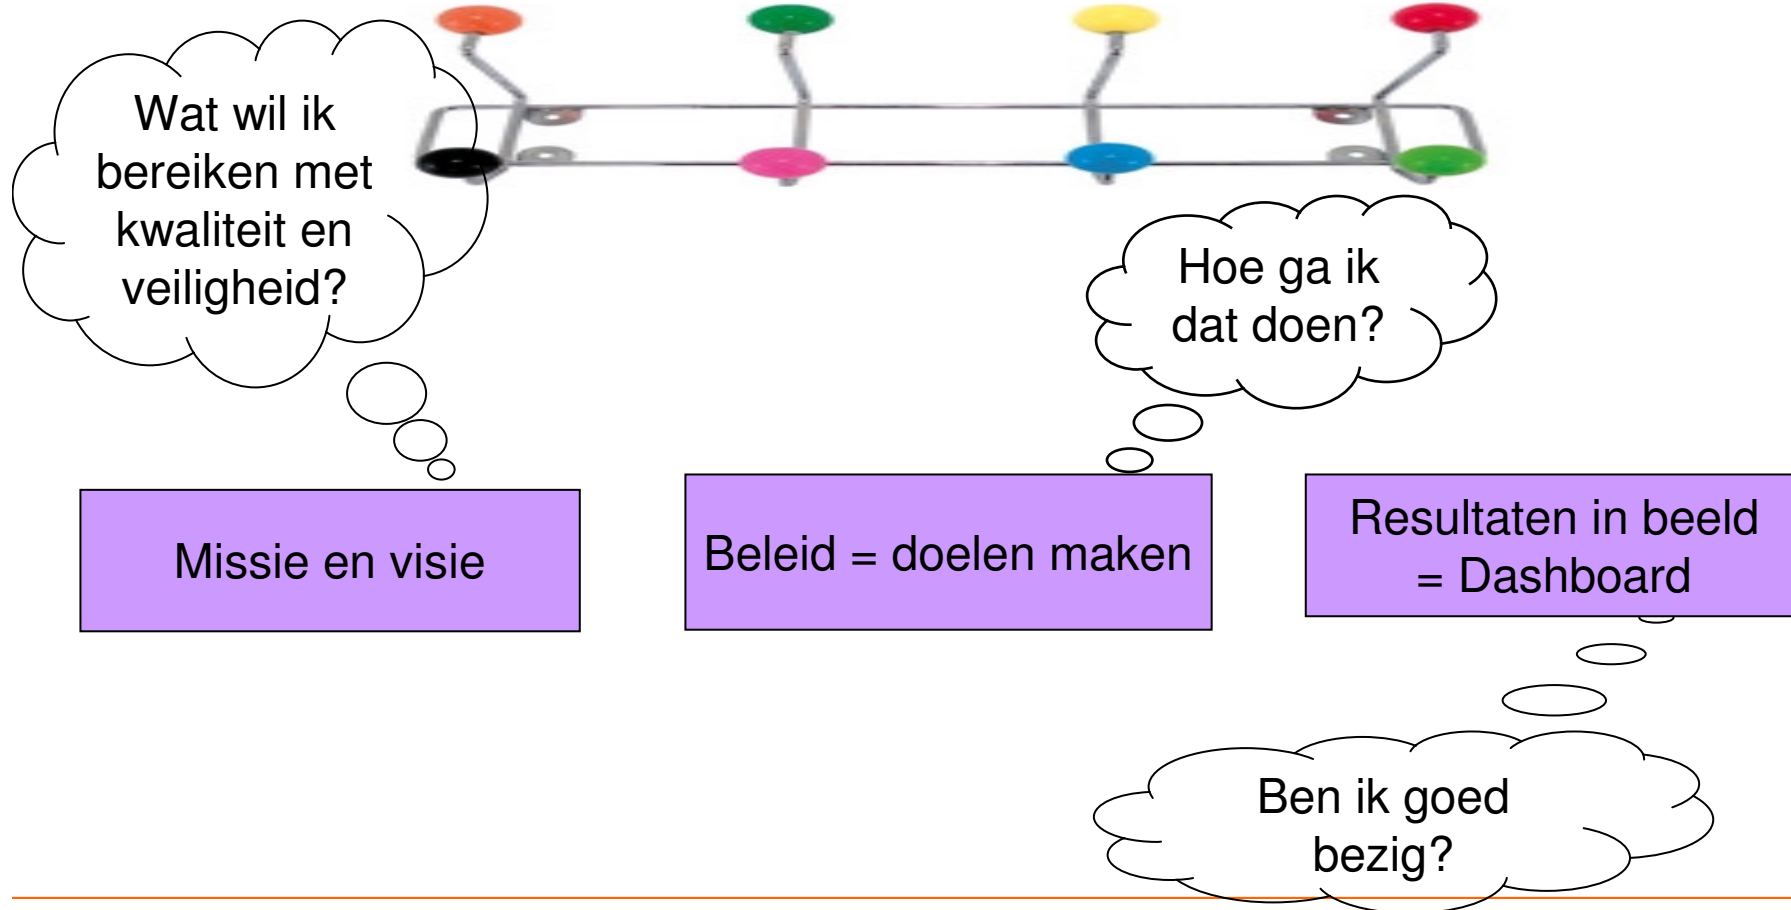 Wat wil ik
bereiken met
kwaliteit en
veiligheid?
Hoe ga ik
dat doen?
Missie en visie
Beleid = doelen maken
Resultaten in beeld
= Dashboard
Ben ik goed
bezig?